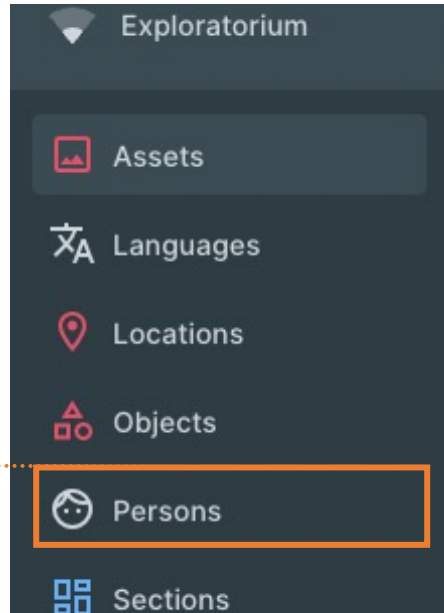 Exploratorium
Assets
Languages
Locations
Objects
Persons
Sections